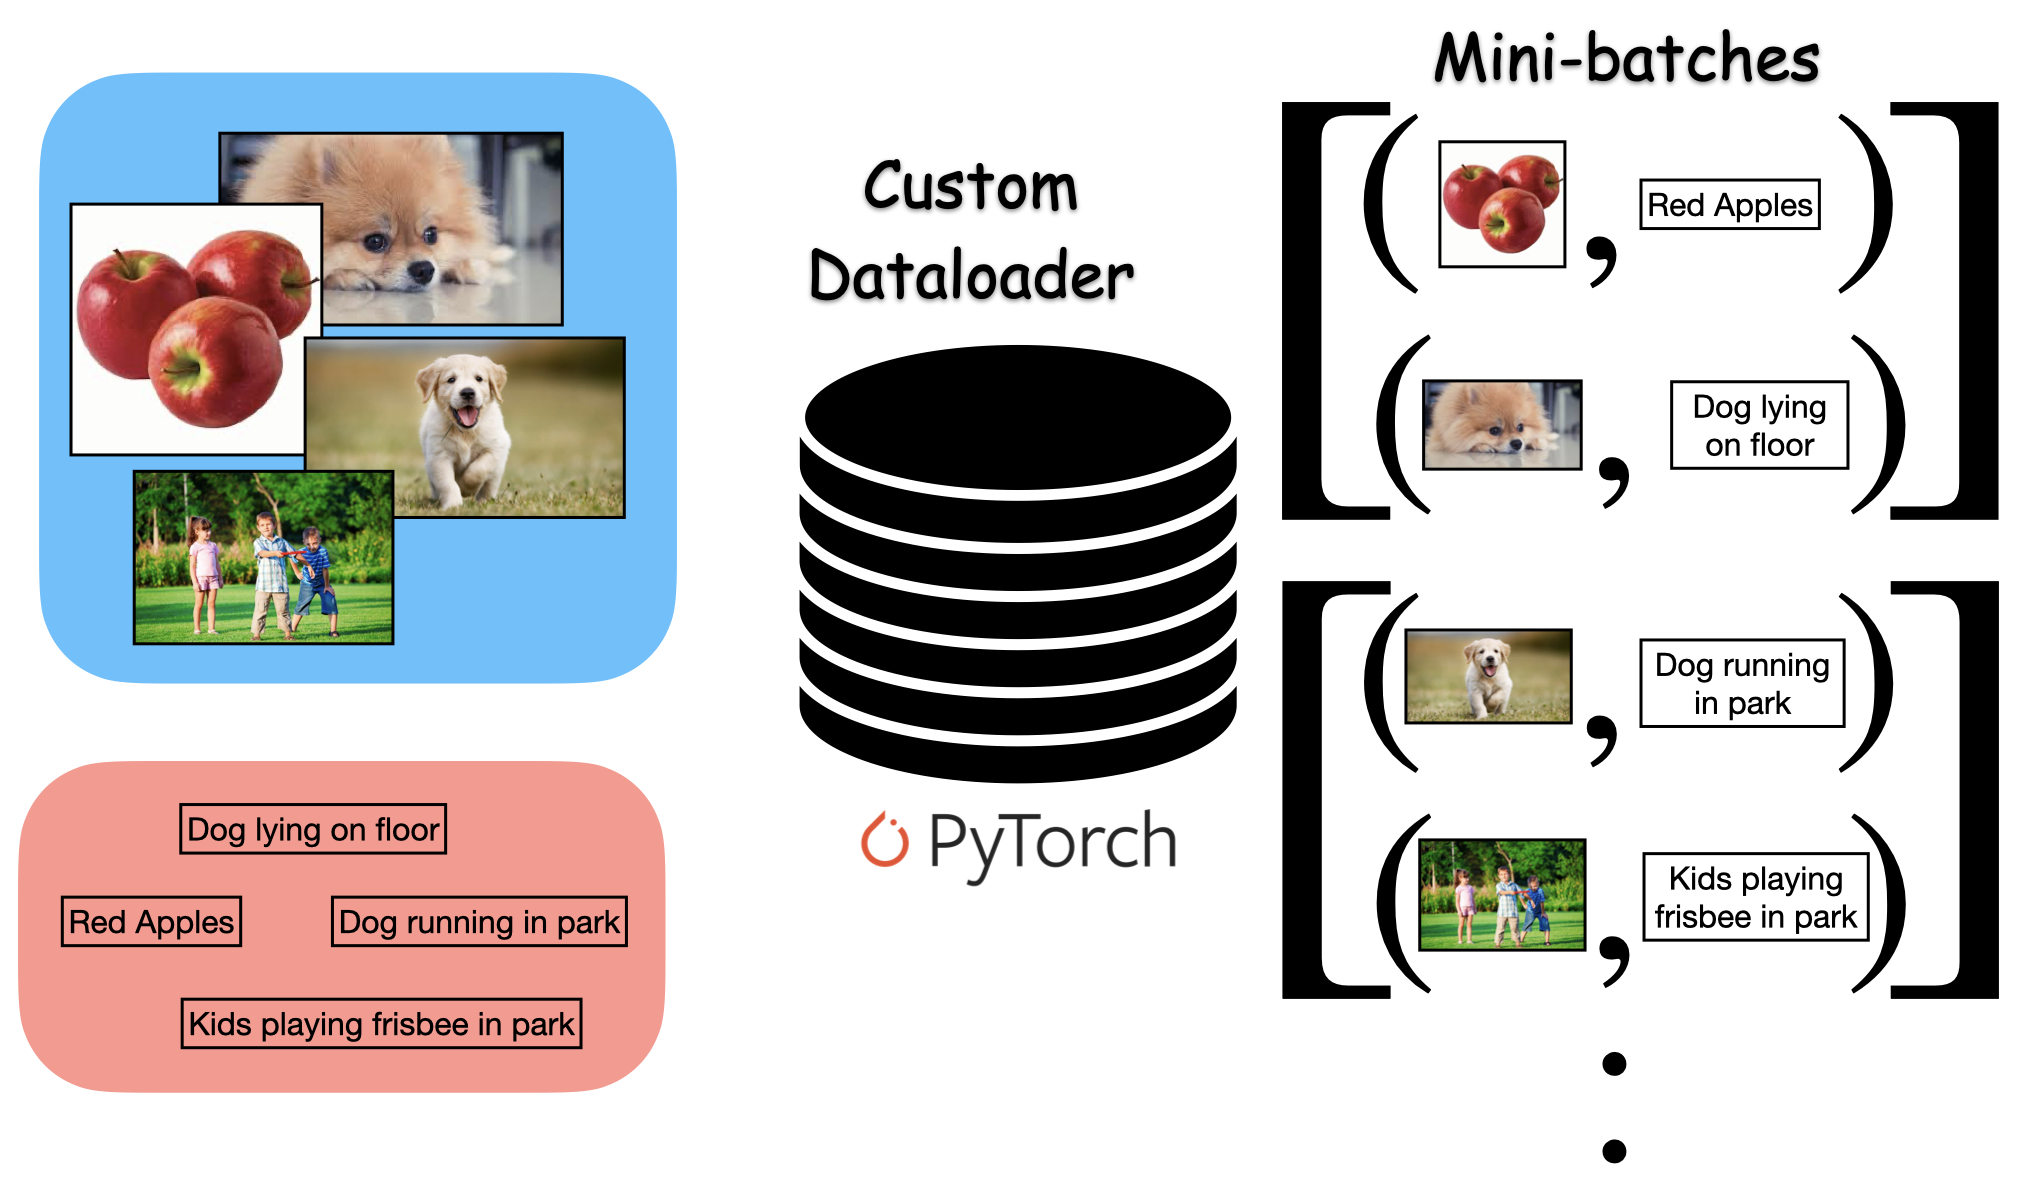 Mini-batches
Custom
Dataloader
Red Apples
Dog lying
on floor
Dog running
in park
Kids playing
frisbee in park
PyTorch
Dog lying on floor
Red Apples
Dog running in park
Kids playing frisbee in park